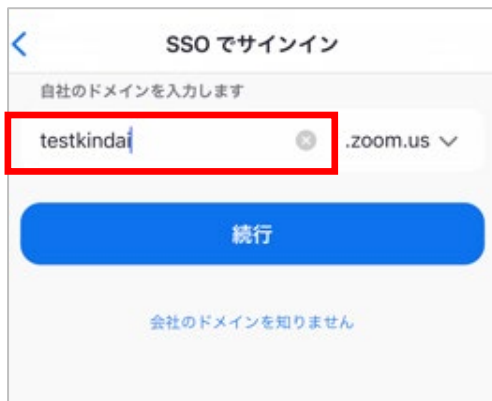 SSO でサインイン
自社のドメインを入力します
testkindai .zoom.us
続行
会社のドメインを知りません